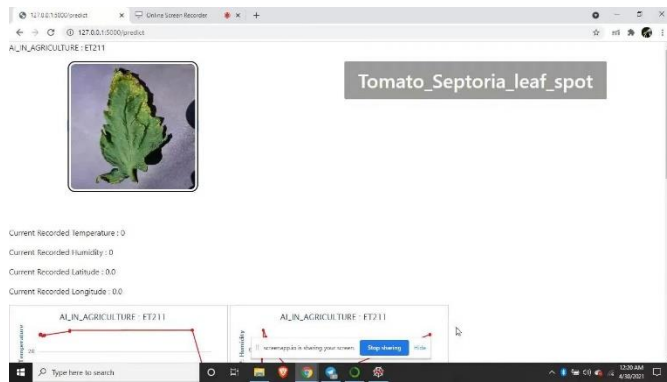 127.0.0.1:5000/predict
Online Screen Recorder
127.0.0.1:5000/predict
AI_IN_AGRICULTURE : ET211
Tomato_Septoria_leaf_spot
Current Recorded Temperature : 0
Current Recorded Humidity : 0
Current Recorded Latitude : 0.0
Current Recorded Longitude : 0.0
AI_IN_AGRICULTURE : ET211
AI_IN_AGRICULTURE : ET211
Temperature
Humidity
screenapp.io is sharing your screen.
Stop sharing
Hide
Type here to search
12:20 AM
4/30/2021